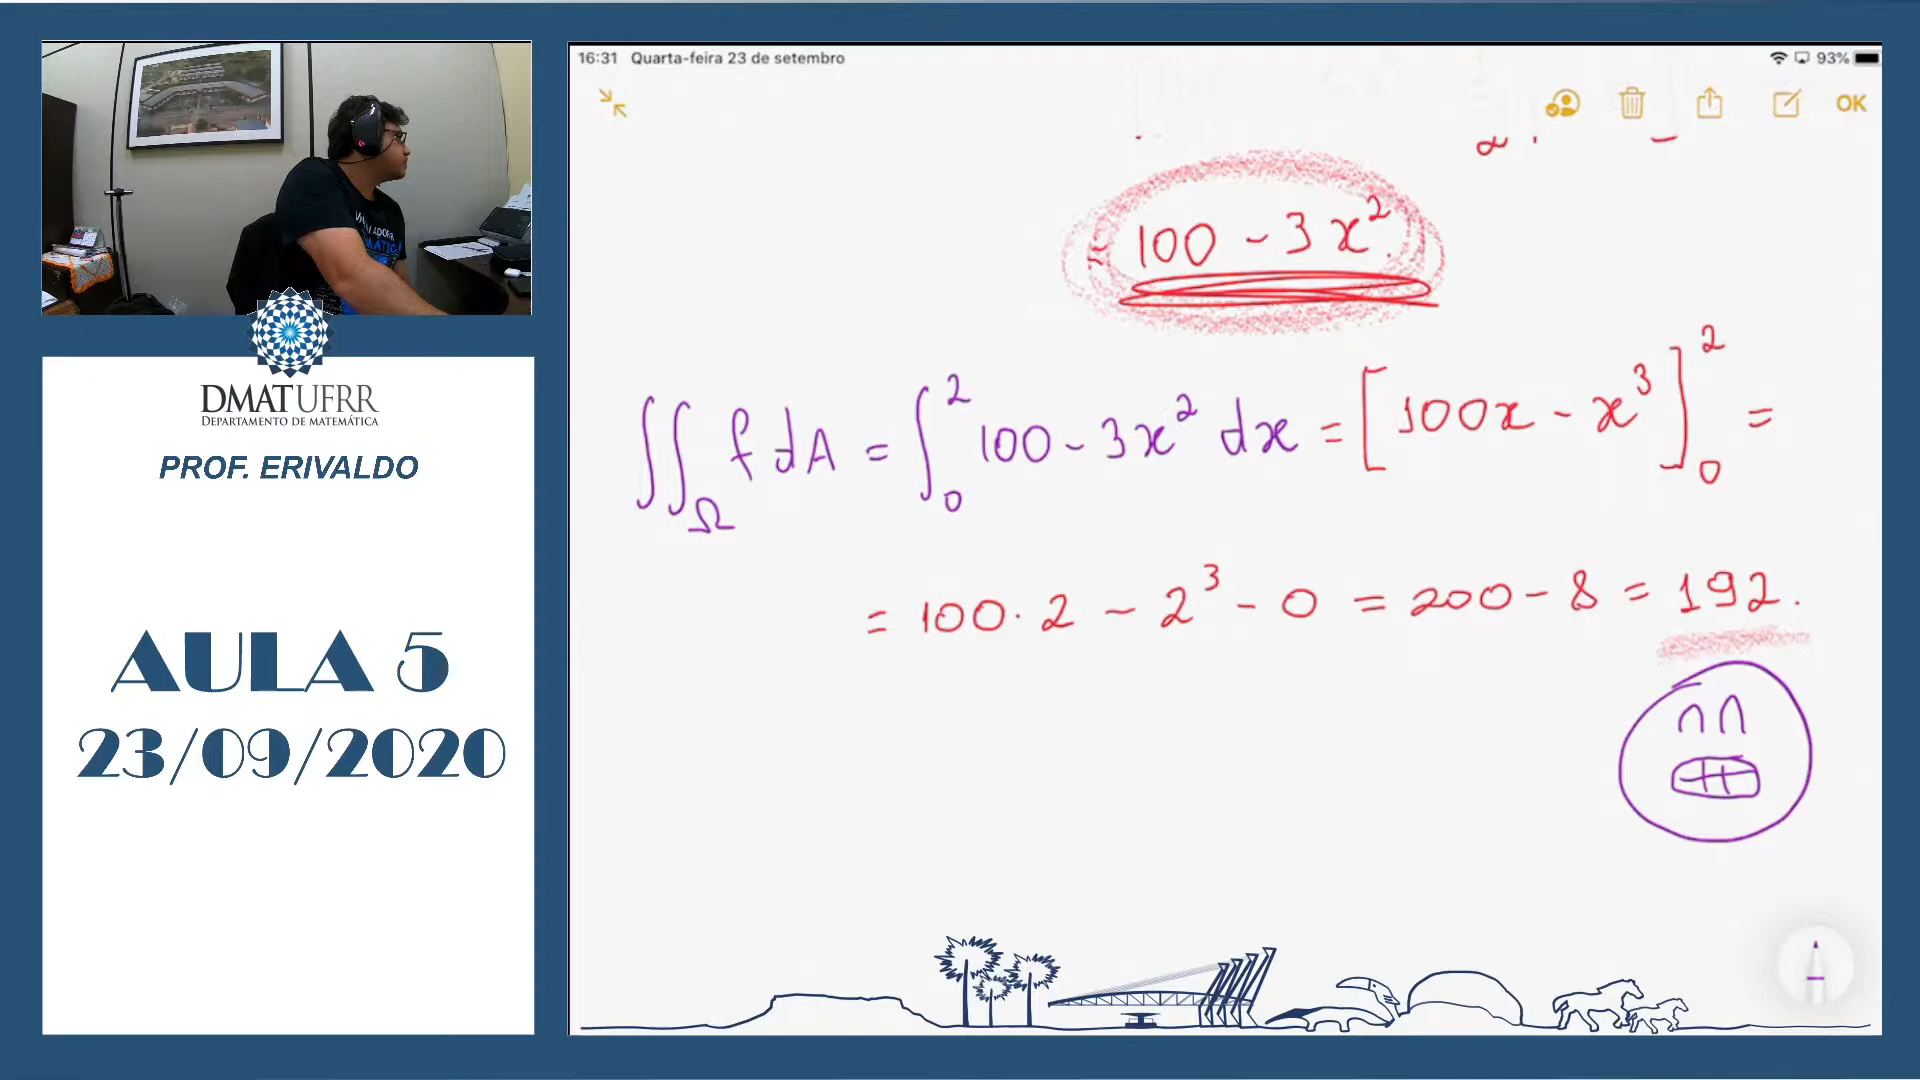 16:31 Quarta-feira 23 de setembro
93%
OK
= 100 - 3x²
∬_Ω f dA = ∫₀² 100 - 3x² dx = [100x - x³]₀² =
= 100 · 2 - 2³ - 0 = 200 - 8 = 192.
DMATUFRR
DEPARTAMENTO DE MATEMÁTICA
PROF. ERIVALDO
AULA 5
23/09/2020